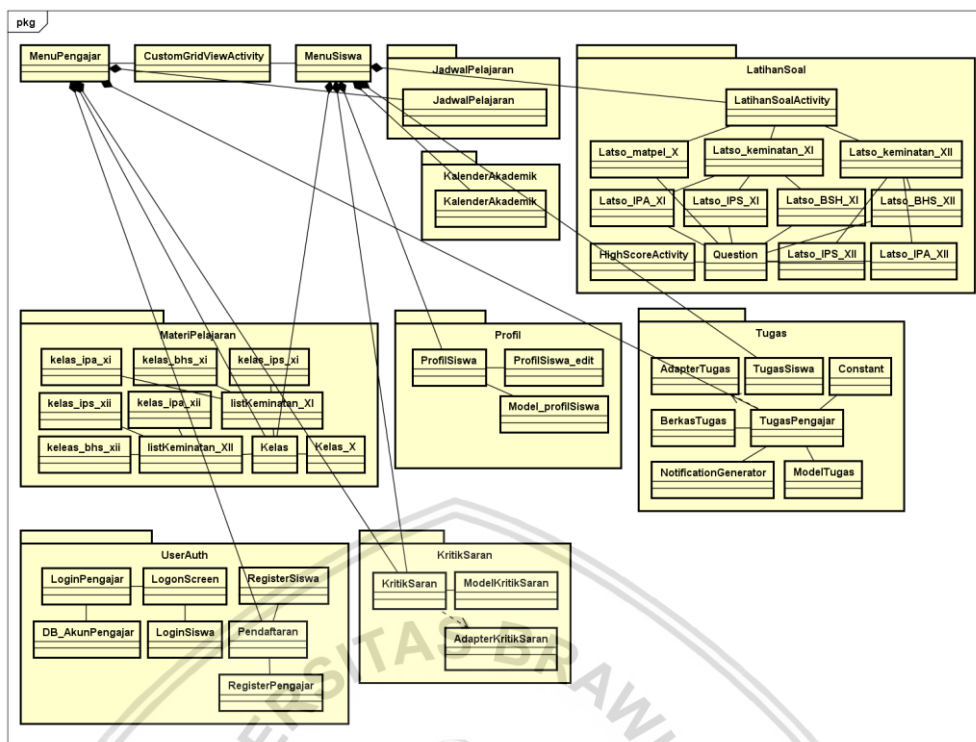 pkg
MenuPengajar
CustomGridViewActivity
MenuSiswa
JadwalPelajaran
JadwalPelajaran
KalenderAkademik
KalenderAkademik
LatihanSoal
LatihanSoalActivity
Latso_matpel_X
Latso_keminatan_XI
Latso_keminatan_XII
Latso_IPA_XI
Latso_IPS_XI
Latso_BSH_XI
Latso_BHS_XII
HighScoreActivity
Question
Latso_IPS_XII
Latso_IPA_XII
MateriPelajaran
kelas_ipa_xi
kelas_bhs_xi
kelas_ips_xi
kelas_ips_xii
kelas_ipa_xii
listKeminatan_XI
keleas_bhs_xii
listKeminatan_XII
Kelas
Kelas_X
Profil
ProfilSiswa
ProfilSiswa_edit
Model_profilSiswa
Tugas
AdapterTugas
TugasSiswa
Constant
BerkasTugas
TugasPengajar
NotificationGenerator
ModelTugas
UserAuth
LoginPengajar
LogonScreen
RegisterSiswa
DB_AkunPengajar
LoginSiswa
Pendaftaran
RegisterPengajar
KritikSaran
KritikSaran
ModelKritikSaran
AdapterKritikSaran
ERSITAS BRAW